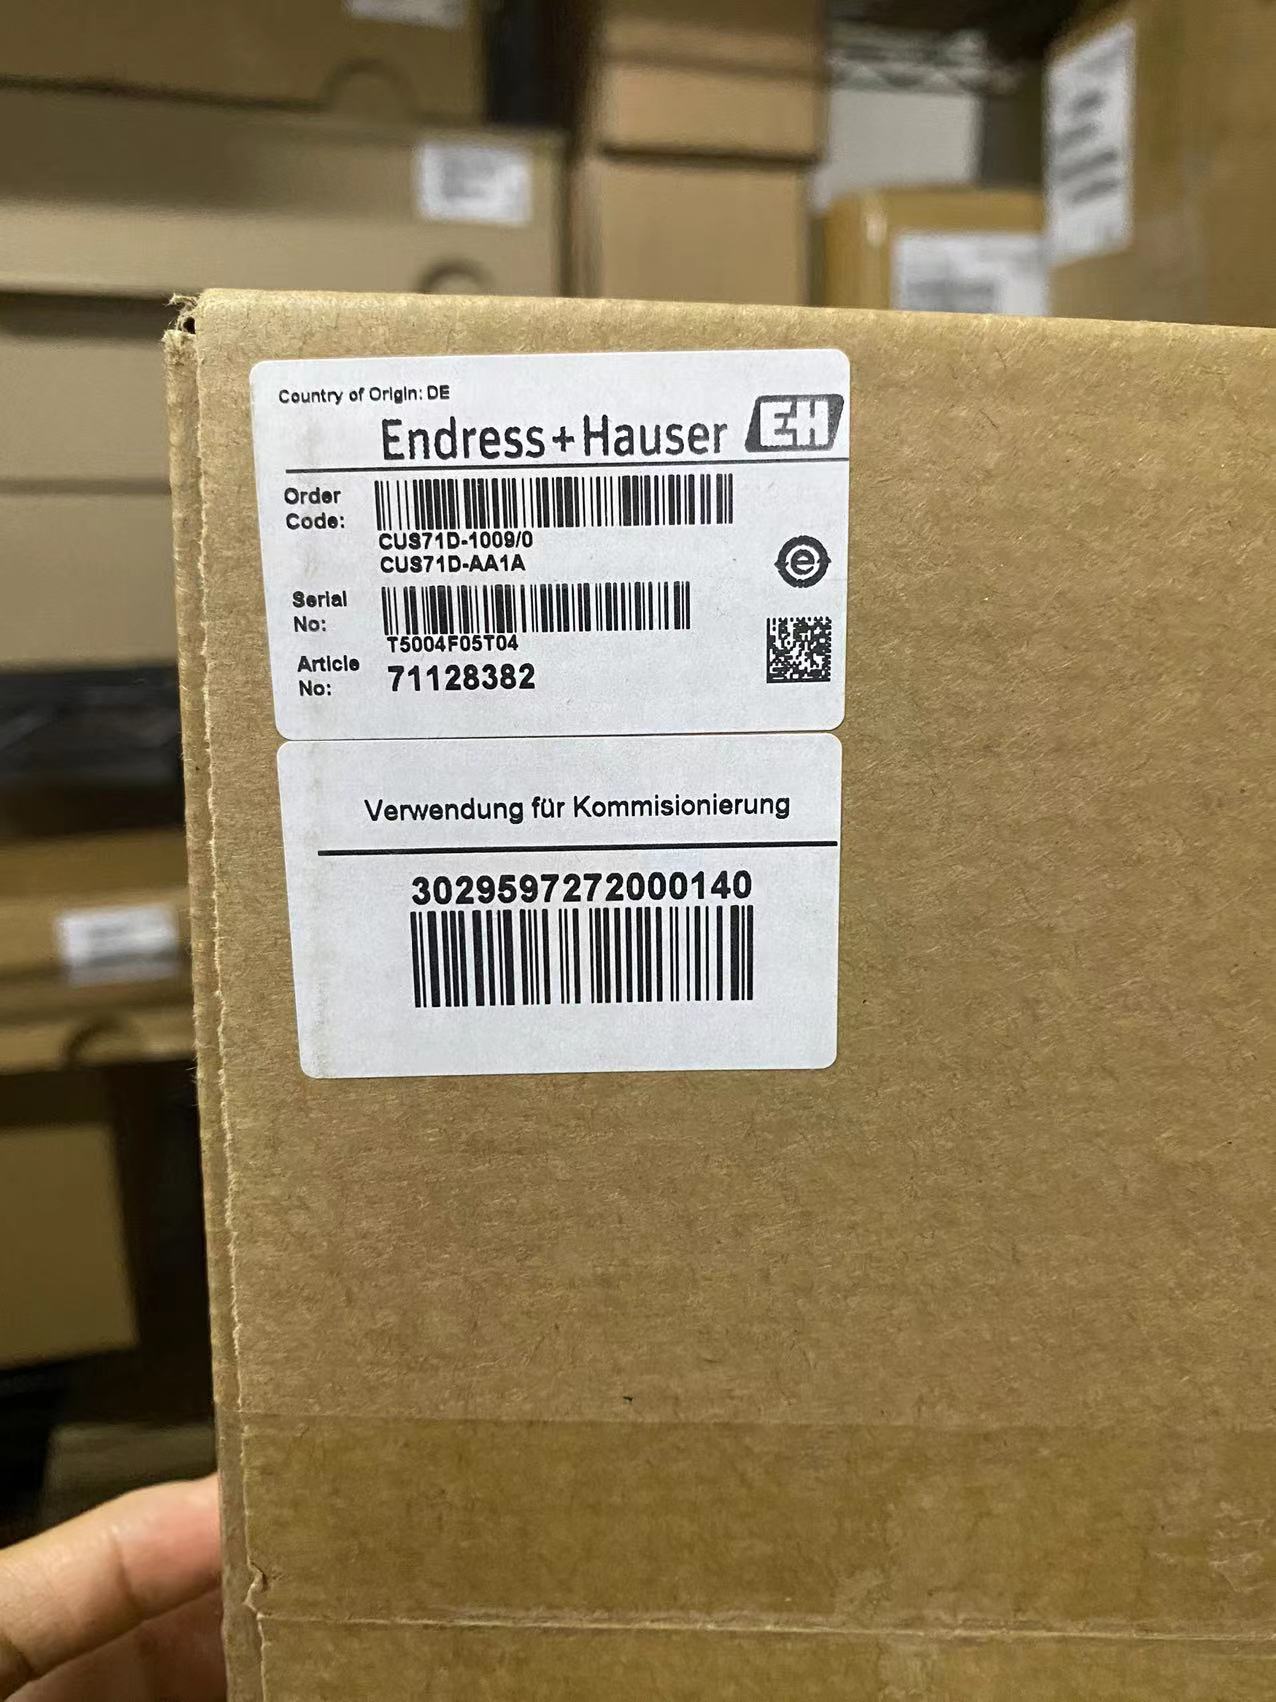 Country of Origin: DE
Endress+Hauser EH
Order
Code:
CUS71D-1009/0
CUS71D-AA1A
Serial
No:
T5004F05T04
Article
No:
71128382
Verwendung für Kommisionierung
3029597272000140